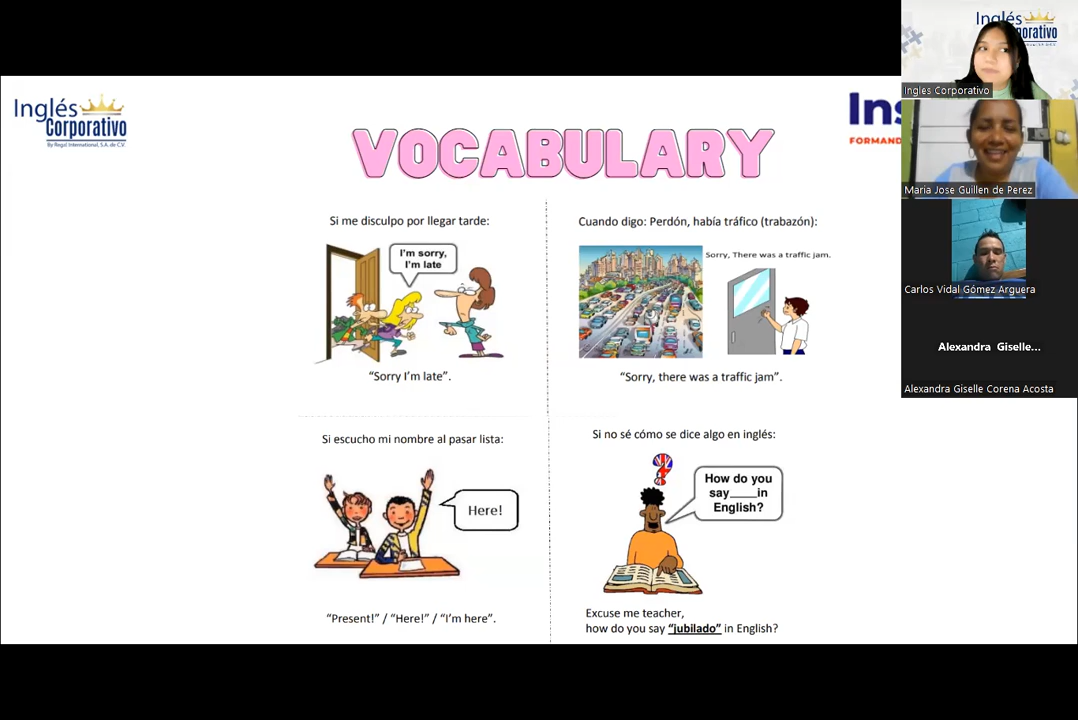 Inglés
Corporativo
By Regal International, S.A. de C.V.
VOCABULARY
Ins
FORMAND
Si me disculpo por llegar tarde:
I'm sorry,
I'm late
“Sorry I'm late”.
Cuando digo: Perdón, había tráfico (trabazón):
Sorry, There was a traffic jam.
“Sorry, there was a traffic jam”.
Si escucho mi nombre al pasar lista:
Here!
“Present!” / “Here!” / “I'm here”.
Si no sé cómo se dice algo en inglés:
How do you
say____in
English?
Excuse me teacher,
how do you say “jubilado” in English?
Inglés
porativo
Ingles Corporativo
Maria Jose Guillen de Perez
Carlos Vidal Gómez Arguera
Alexandra Giselle...
Alexandra Giselle Corena Acosta